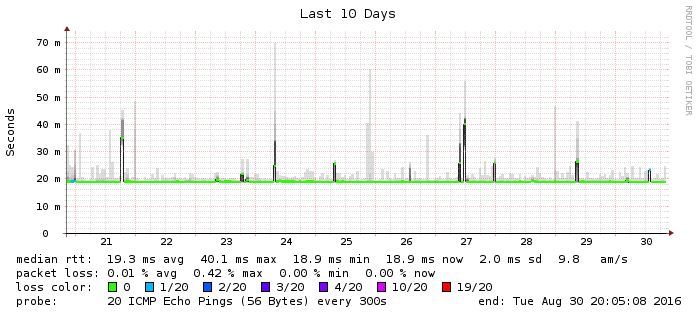 Last 10 Days
RRDTOOL / TOBI OETIKER
Seconds
70 m
60 m
50 m
40 m
30 m
20 m
10 m
0
21 22 23 24 25 26 27 28 29 30
median rtt: 19.3 ms avg 40.1 ms max 18.9 ms min 18.9 ms now 2.0 ms sd 9.8 am/s
packet loss: 0.01 % avg 0.42 % max 0.00 % min 0.00 % now
loss color: 0 1/20 2/20 3/20 4/20 10/20 19/20
probe: 20 ICMP Echo Pings (56 Bytes) every 300s end: Tue Aug 30 20:05:08 2016